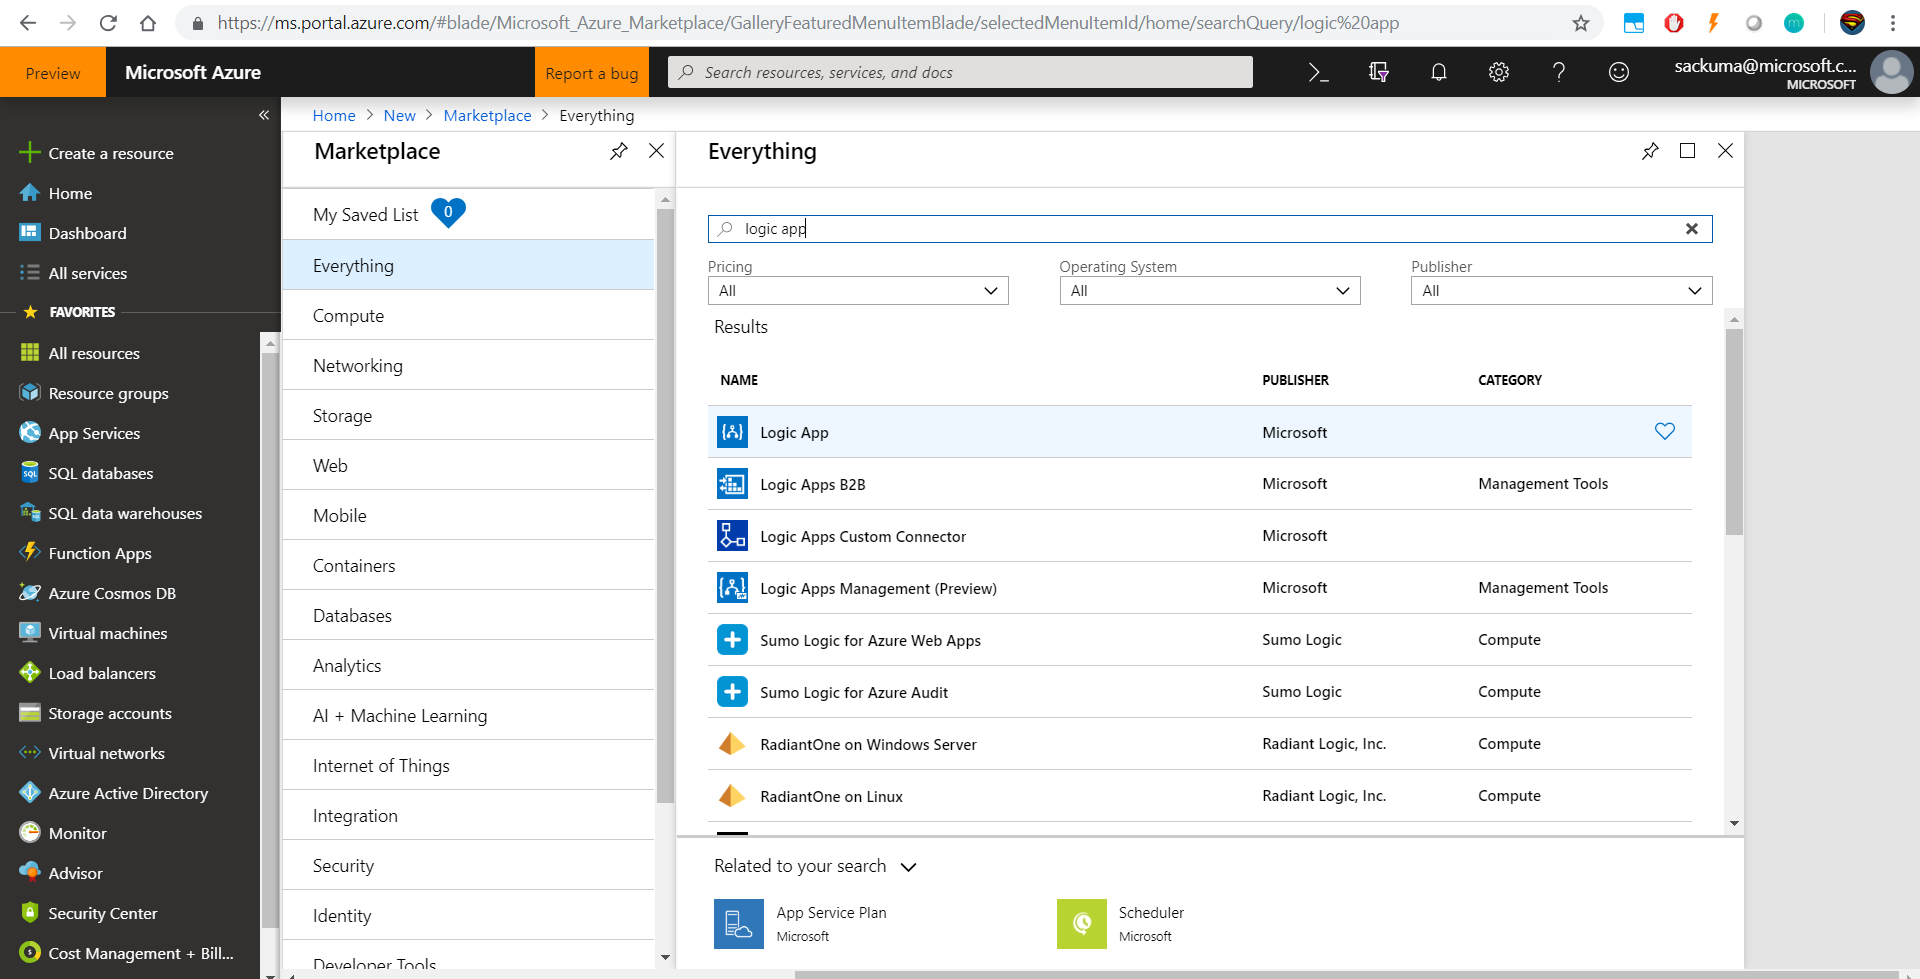 https://ms.portal.azure.com/#blade/Microsoft_Azure_Marketplace/GalleryFeaturedMenuItemBlade/selectedMenuItemId/home/searchQuery/logic%20app
Preview
Microsoft Azure
Report a bug
Search resources, services, and docs
sackuma@microsoft.c...
MICROSOFT
Create a resource
Home
Dashboard
All services
FAVORITES
All resources
Resource groups
App Services
SQL databases
SQL data warehouses
Function Apps
Azure Cosmos DB
Virtual machines
Load balancers
Storage accounts
Virtual networks
Azure Active Directory
Monitor
Advisor
Security Center
Cost Management + Bill...
Home > New > Marketplace > Everything
Marketplace
My Saved List 0
Everything
Compute
Networking
Storage
Web
Mobile
Containers
Databases
Analytics
AI + Machine Learning
Internet of Things
Integration
Security
Identity
Developer Tools
Everything
logic app
Pricing Operating System Publisher
All All All
Results
NAME PUBLISHER CATEGORY
Logic App Microsoft
Logic Apps B2B Microsoft Management Tools
Logic Apps Custom Connector Microsoft
Logic Apps Management (Preview) Microsoft Management Tools
Sumo Logic for Azure Web Apps Sumo Logic Compute
Sumo Logic for Azure Audit Sumo Logic Compute
RadiantOne on Windows Server Radiant Logic, Inc. Compute
RadiantOne on Linux Radiant Logic, Inc. Compute
Related to your search
App Service Plan
Microsoft
Scheduler
Microsoft